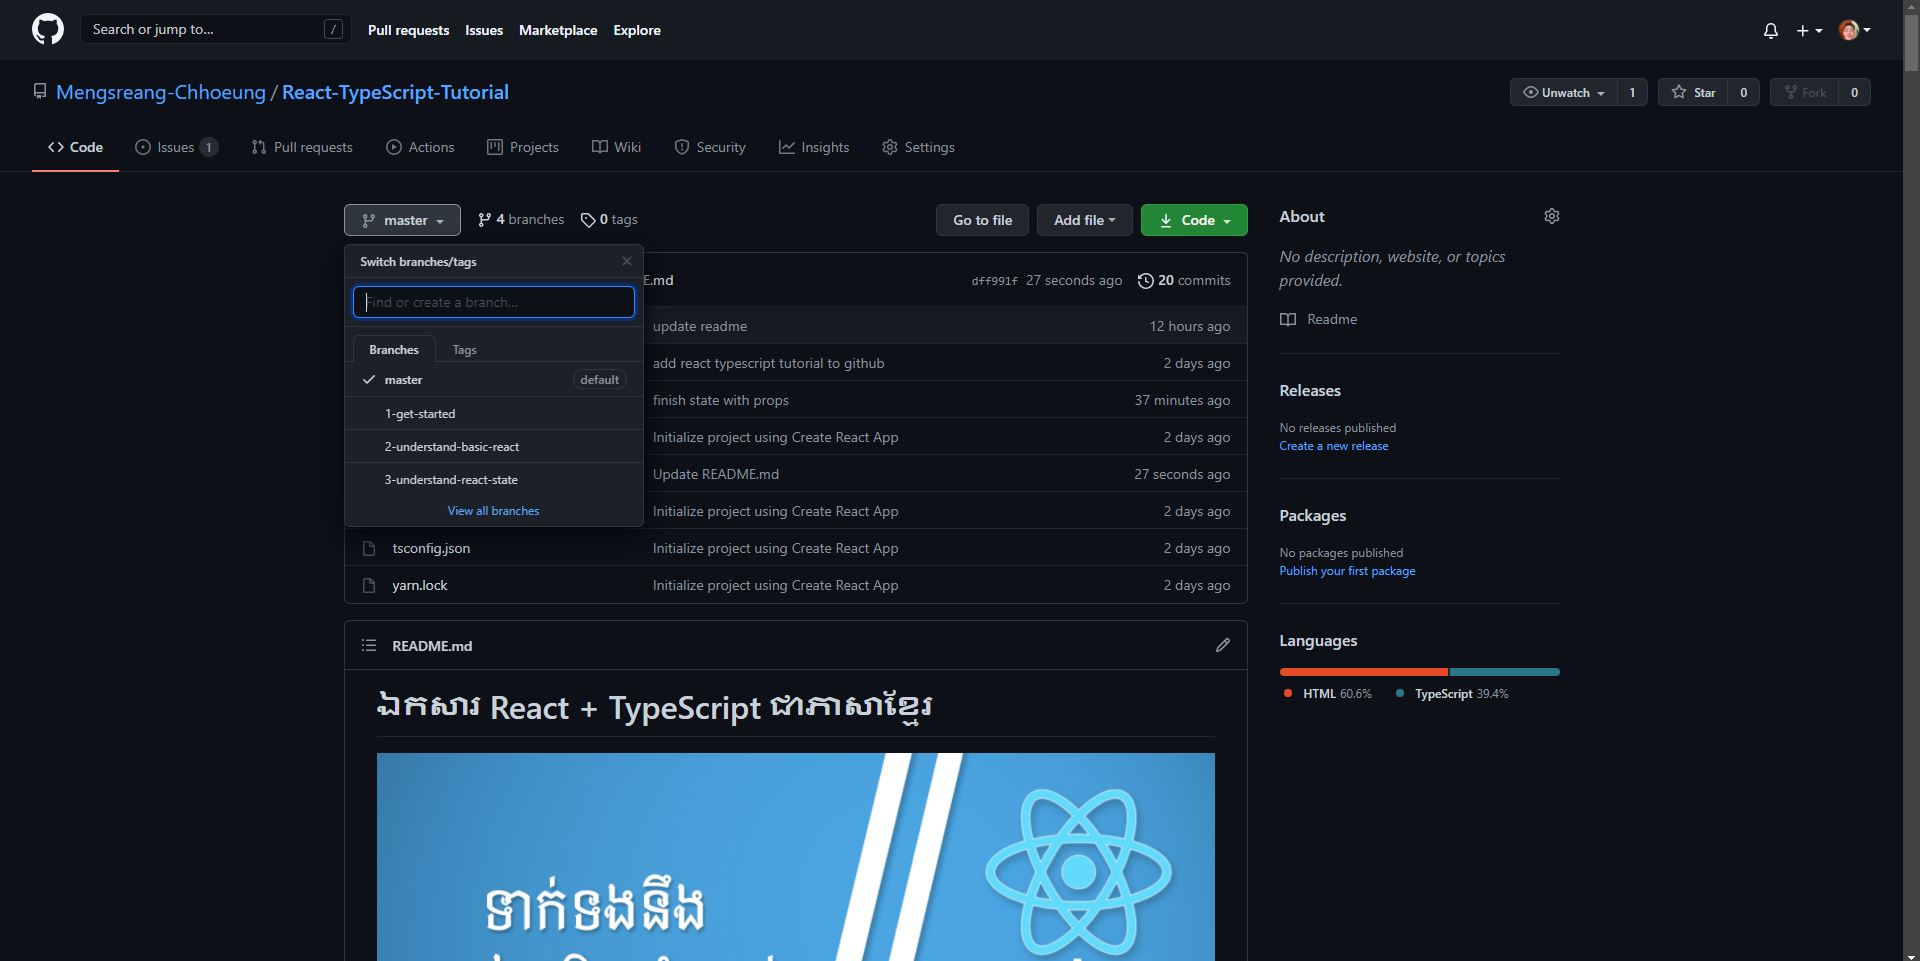 Search or jump to... /
Pull requests
Issues
Marketplace
Explore
Mengsreang-Chhoeung / React-TypeScript-Tutorial
Unwatch 1
Star 0
Fork 0
Code
Issues 1
Pull requests
Actions
Projects
Wiki
Security
Insights
Settings
master
4 branches
0 tags
Go to file
Add file
Code
Switch branches/tags
Find or create a branch...
Branches
Tags
master default
1-get-started
2-understand-basic-react
3-understand-react-state
View all branches
E.md dff991f 27 seconds ago 20 commits
update readme 12 hours ago
add react typescript tutorial to github 2 days ago
finish state with props 37 minutes ago
Initialize project using Create React App 2 days ago
Update README.md 27 seconds ago
Initialize project using Create React App 2 days ago
tsconfig.json Initialize project using Create React App 2 days ago
yarn.lock Initialize project using Create React App 2 days ago
README.md
ឯកសារ React + TypeScript ជាភាសាខ្មែរ
ទាក់ទងនឹង
About
No description, website, or topics
provided.
Readme
Releases
No releases published
Create a new release
Packages
No packages published
Publish your first package
Languages
HTML 60.6% TypeScript 39.4%